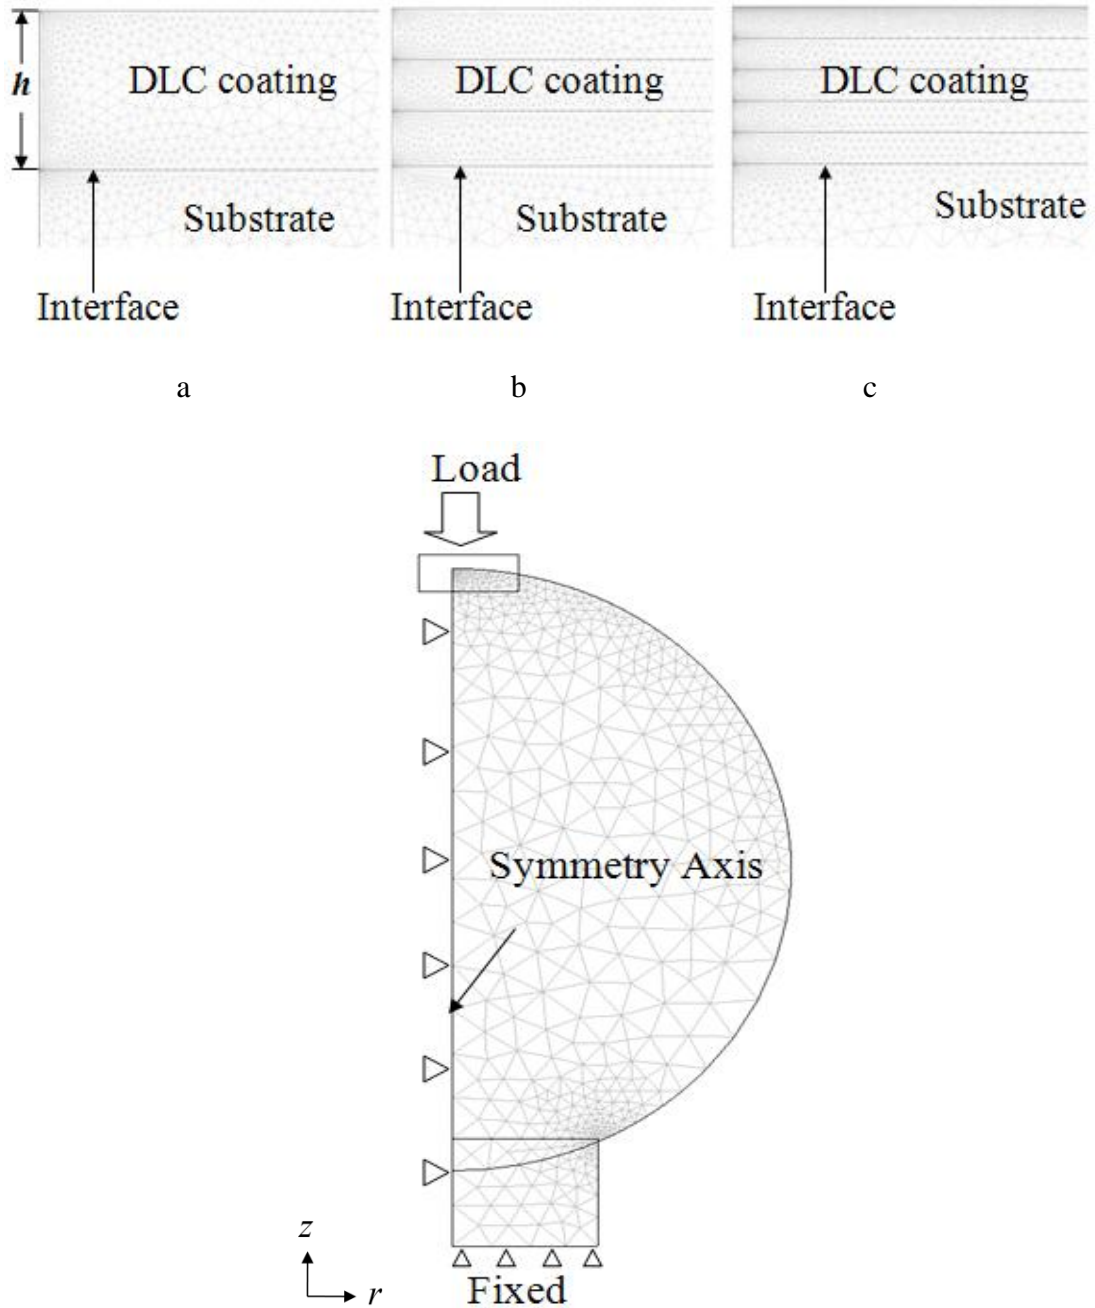 h
DLC coating
DLC coating
DLC coating
Substrate
Substrate
Substrate
Interface
Interface
Interface
a
b
c
Load
Symmetry Axis
z
r
Fixed